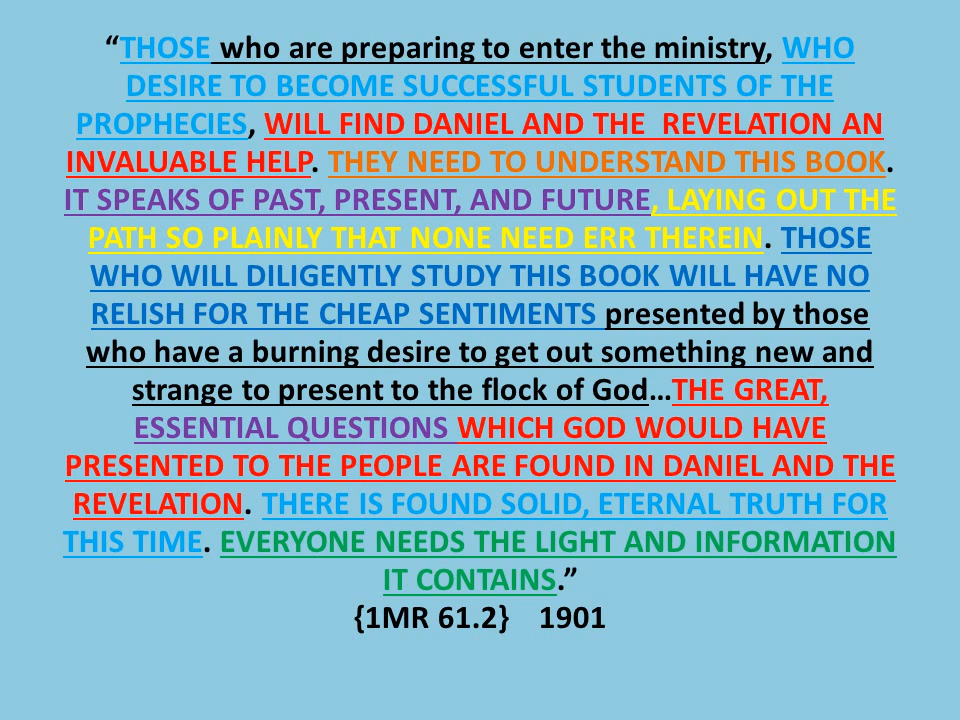 “THOSE who are preparing to enter the ministry, WHO
DESIRE TO BECOME SUCCESSFUL STUDENTS OF THE
PROPHECIES, WILL FIND DANIEL AND THE REVELATION AN
INVALUABLE HELP. THEY NEED TO UNDERSTAND THIS BOOK.
IT SPEAKS OF PAST, PRESENT, AND FUTURE, LAYING OUT THE
PATH SO PLAINLY THAT NONE NEED ERR THEREIN. THOSE
WHO WILL DILIGENTLY STUDY THIS BOOK WILL HAVE NO
RELISH FOR THE CHEAP SENTIMENTS presented by those
who have a burning desire to get out something new and
strange to present to the flock of God…THE GREAT,
ESSENTIAL QUESTIONS WHICH GOD WOULD HAVE
PRESENTED TO THE PEOPLE ARE FOUND IN DANIEL AND THE
REVELATION. THERE IS FOUND SOLID, ETERNAL TRUTH FOR
THIS TIME. EVERYONE NEEDS THE LIGHT AND INFORMATION
IT CONTAINS.”
{1MR 61.2} 1901